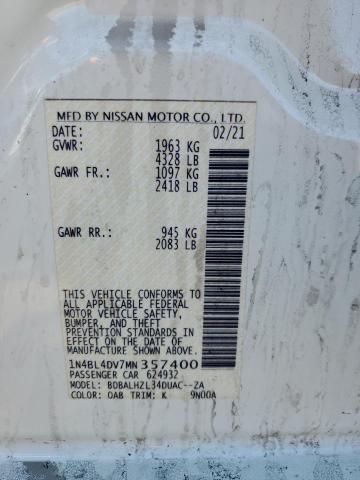 MFD BY NISSAN MOTOR CO., LTD.
DATE: 02/21
GVWR: 1963 KG
4328 LB
GAWR FR: 1097 KG
2418 LB
GAWR RR: 945 KG
2083 LB
THIS VEHICLE CONFORMS TO
ALL APPLICABLE FEDERAL
MOTOR VEHICLE SAFETY,
BUMPER, AND THEFT
PREVENTION STANDARDS
IN EFFECT ON THE DATE OF
MANUFACTURE SHOWN ABOVE.
1N4BL4DV7MN357400
PASSENGER CAR 624932
MODEL: BDBALHZL34DUAC--ZA
COLOR: QAB TRIM: K 9N00A